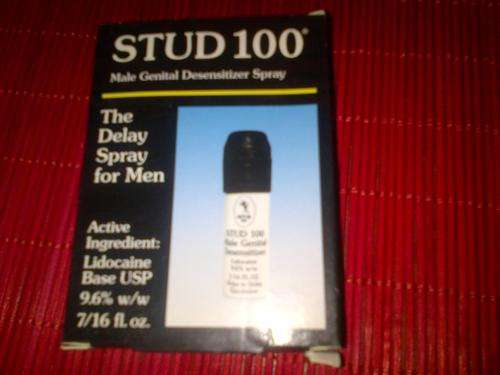 STUD 100®
Male Genital Desensitizer Spray
The
Delay
Spray
for Men
Active
Ingredient:
Lidocaine
Base USP
9.6% w/w
7/16 fl. oz.
STUD 100
Male Genital
Desensitizer
Lidocaine